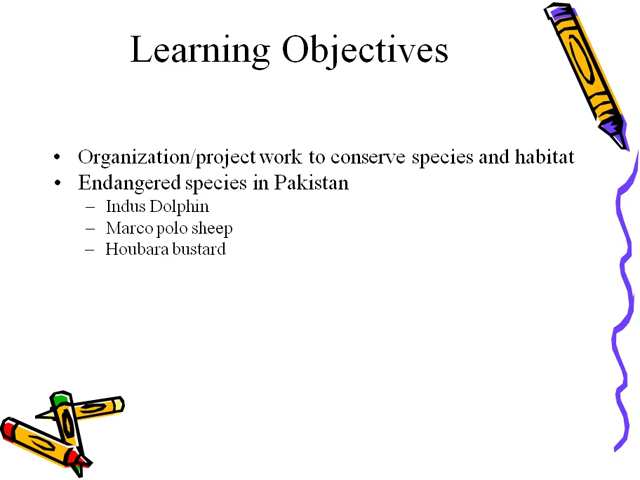 Learning Objectives
• Organization/project work to conserve species and habitat
• Endangered species in Pakistan
– Indus Dolphin
– Marco polo sheep
– Houbara bustard